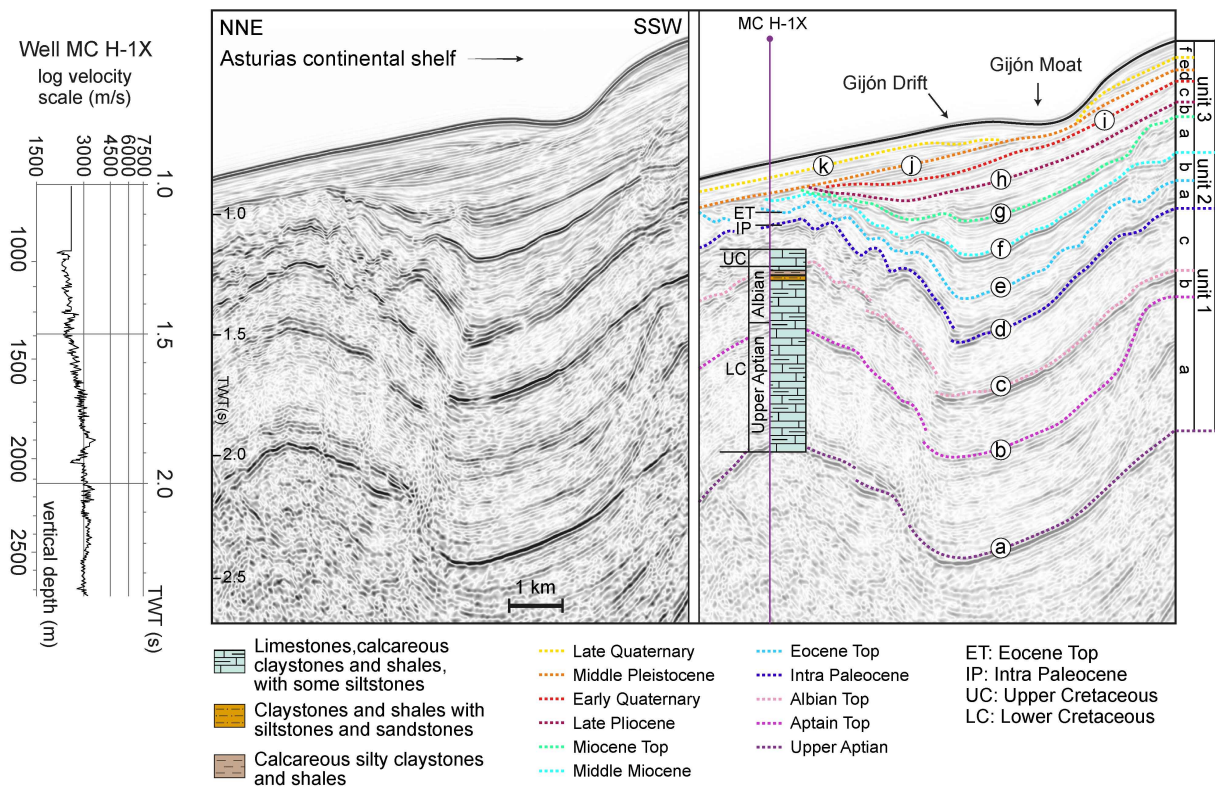 Well MC H-1X
log velocity
scale (m/s)
1500
3000
4500
6000
7500
1.0
1.5
2.0
1000
1500
2000
2500
vertical depth (m)
TWT (s)
NNE
SSW
Asturias continental shelf
1.0
1.5
2.0
2.5
TWT(s)
1 km
MC H-1X
Gijón Drift
Gijón Moat
k
j
i
h
g
f
e
d
c
b
a
ET
IP
UC
LC
Albian
Upper Aptian
f
e
d
c
b
a
unit 3
b
a
unit 2
c
b
a
unit 1
Limestones,calcareous
claystones and shales,
with some siltstones
Claystones and shales with
siltstones and sandstones
Calcareous silty claystones
and shales
Late Quaternary
Middle Pleistocene
Early Quaternary
Late Pliocene
Miocene Top
Middle Miocene
Eocene Top
Intra Paleocene
Albian Top
Aptain Top
Upper Aptian
ET: Eocene Top
IP: Intra Paleocene
UC: Upper Cretaceous
LC: Lower Cretaceous